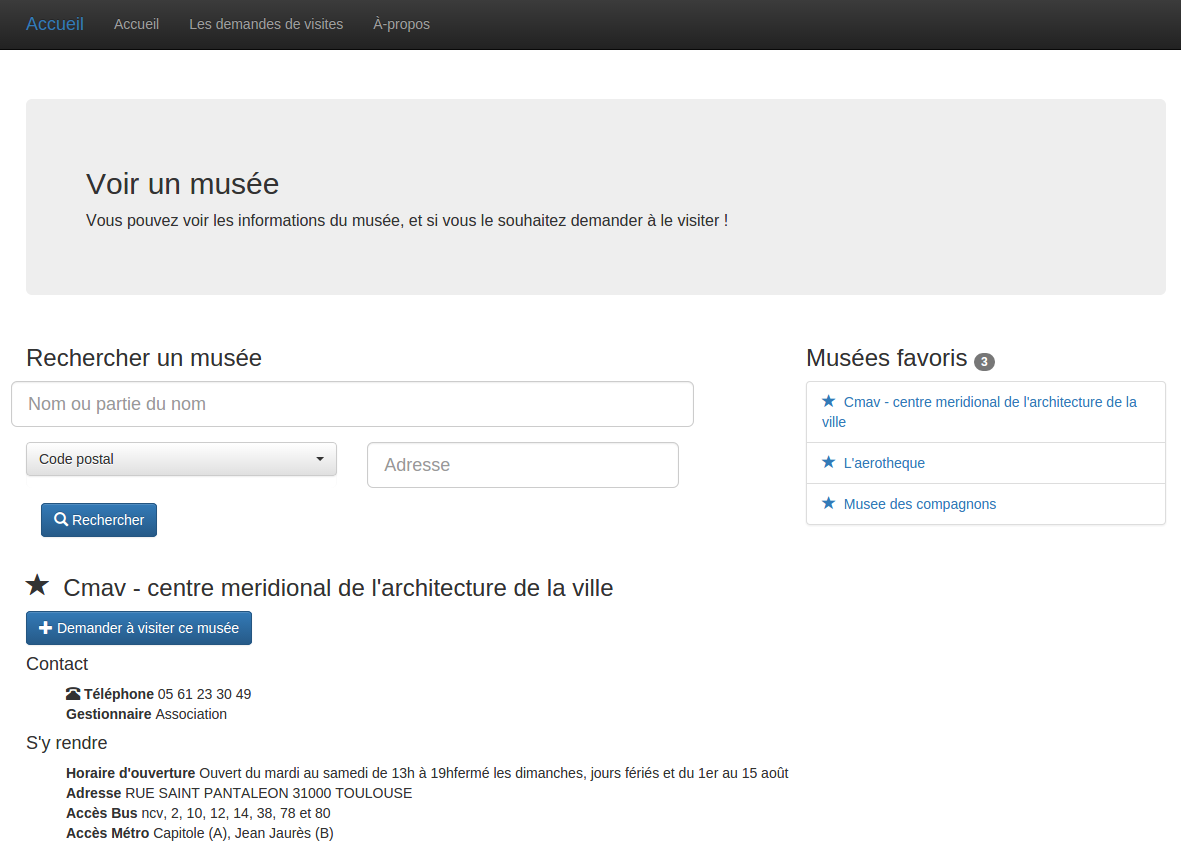 Accueil Accueil Les demandes de visites À-propos
Voir un musée
Vous pouvez voir les informations du musée, et si vous le souhaitez demander à le visiter !
Rechercher un musée
Nom ou partie du nom
Code postal
Adresse
Rechercher
Musées favoris 3
Cmav - centre meridional de l'architecture de la
ville
L'aerotheque
Musee des compagnons
Cmav - centre meridional de l'architecture de la ville
Demander à visiter ce musée
Contact
Téléphone 05 61 23 30 49
Gestionnaire Association
S'y rendre
Horaire d'ouverture Ouvert du mardi au samedi de 13h à 19hfermé les dimanches, jours fériés et du 1er au 15 août
Adresse RUE SAINT PANTALEON 31000 TOULOUSE
Accès Bus ncv, 2, 10, 12, 14, 38, 78 et 80
Accès Métro Capitole (A), Jean Jaurès (B)